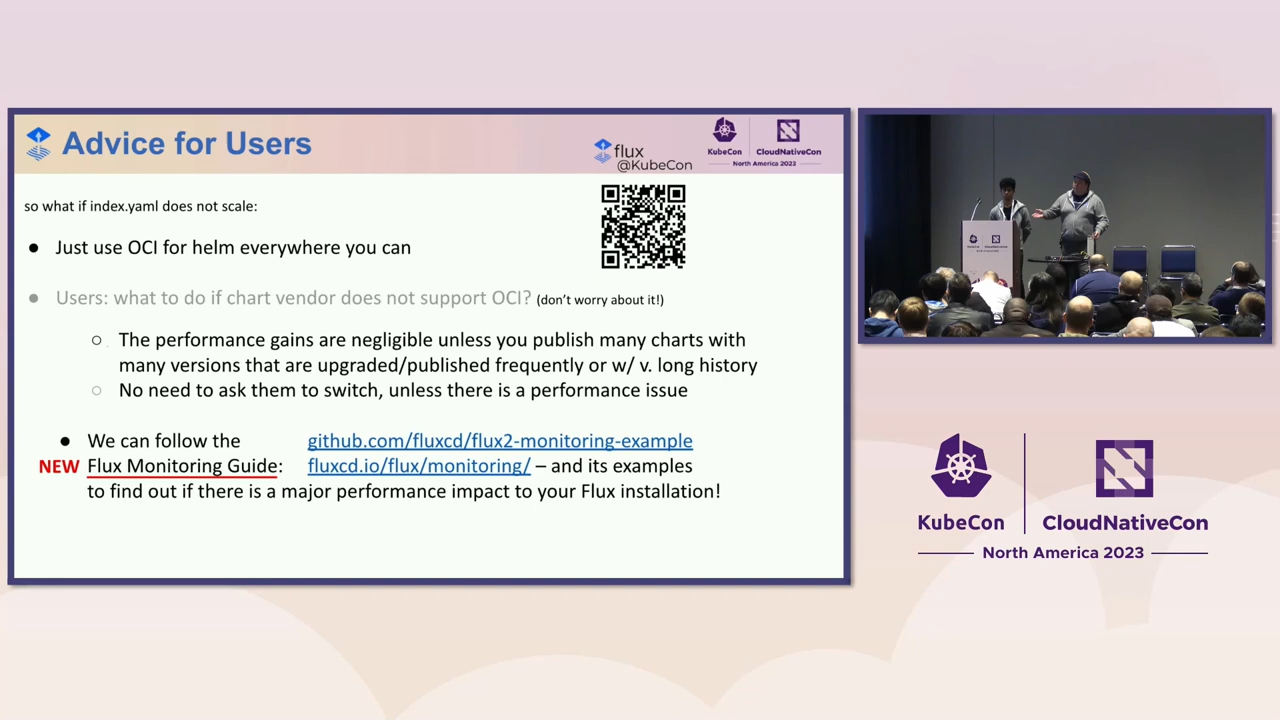 Advice for Users
flux
@KubeCon
KubeCon
CloudNativeCon
North America 2023
so what if index.yaml does not scale:
● Just use OCI for helm everywhere you can
● Users: what to do if chart vendor does not support OCI? (don't worry about it!)
○ The performance gains are negligible unless you publish many charts with
many versions that are upgraded/published frequently or w/ v. long history
○ No need to ask them to switch, unless there is a performance issue
● We can follow the github.com/fluxcd/flux2-monitoring-example
NEW Flux Monitoring Guide: fluxcd.io/flux/monitoring/ – and its examples
to find out if there is a major performance impact to your Flux installation!
KubeCon
CloudNativeCon
North America 2023